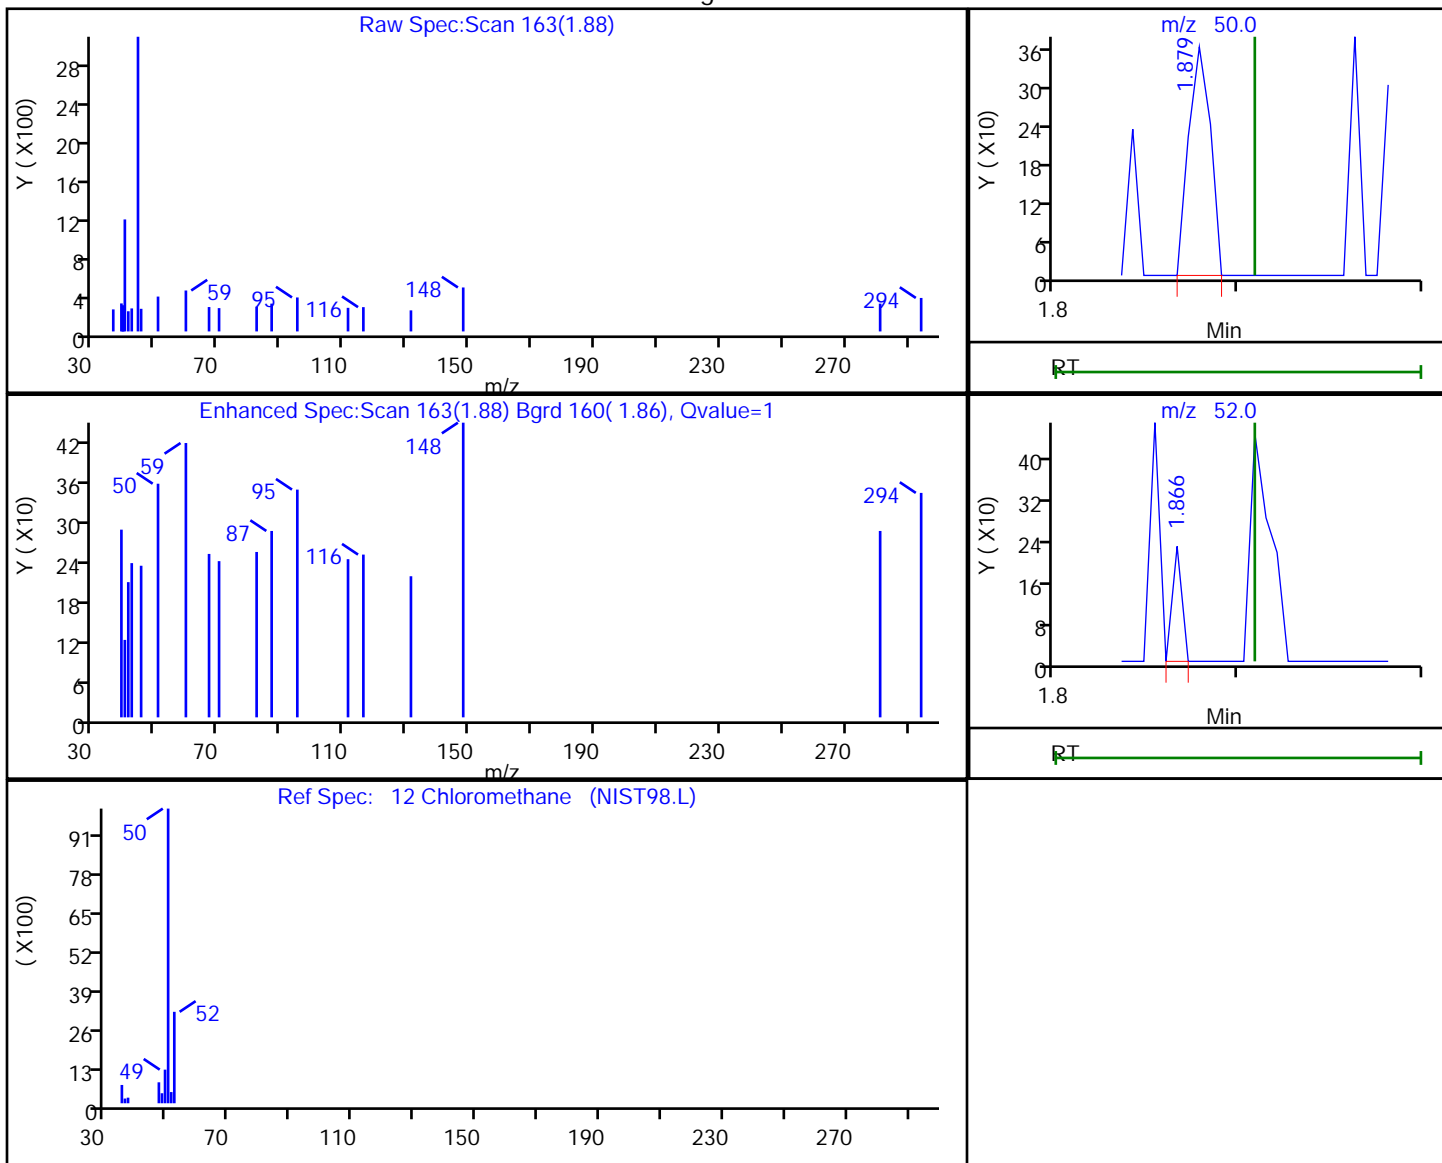 Raw Spec:Scan 163(1.88)
Y ( X100)
28
24
20
16
12
8
4
0
59
95
116
148
294
30 70 110 150 190 230 270
m/z
m/z 50.0
Y ( X10)
36
30
24
18
12
6
0
1.879
1.8
Min
RT
Enhanced Spec:Scan 163(1.88) Bgrd 160( 1.86), Qvalue=1
Y ( X10)
42
36
30
24
18
12
6
0
50
59
87
95
116
148
294
30 70 110 150 190 230 270
m/z
m/z 52.0
Y ( X10)
40
32
24
16
8
0
1.866
1.8
Min
RT
Ref Spec: 12 Chloromethane (NIST98.L)
( X100)
91
78
65
52
39
26
13
0
50
52
49
30 70 110 150 190 230 270